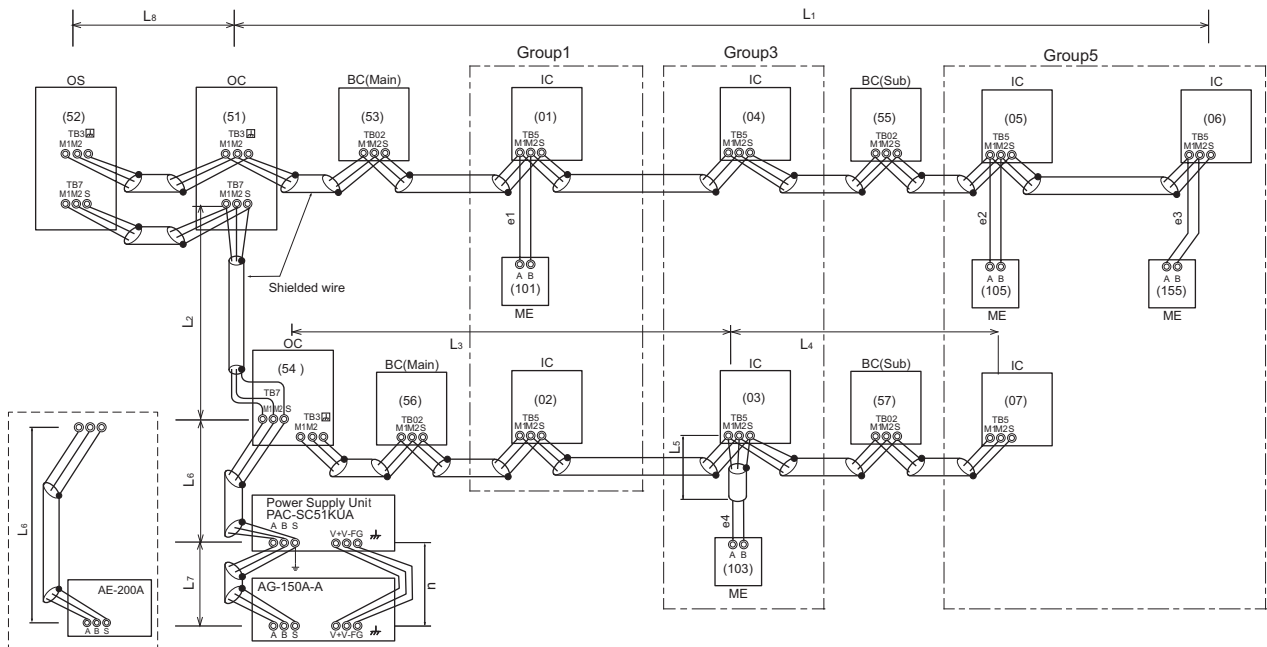 L8
L1
Group1
Group3
Group5
OS
OC
BC(Main)
IC
IC
BC(Sub)
IC
IC
(52)
(51)
(53)
(01)
(04)
(55)
(05)
(06)
TB3
M1M2
TB3
M1M2
TB02
M1M2S
TB5
M1M2S
TB5
M1M2S
TB02
M1M2S
TB5
M1M2S
TB5
M1M2S
TB7
M1M2 S
TB7
M1M2 S
e1
e2
e3
Shielded wire
A B
(101)
ME
A B
(105)
ME
A B
(155)
ME
L2
L3
L4
OC
(54 )
TB7
M1M2 S
TB3
M1M2
BC(Main)
(56)
TB02
M1M2S
IC
(02)
TB5
M1M2S
IC
(03)
TB5
M1M2S
BC(Sub)
(57)
TB02
M1M2S
IC
(07)
TB5
M1M2S
L5
e4
A B
(103)
ME
L6
L6
Power Supply Unit
PAC-SC51KUA
A B S
V+V-FG
L7
n
AG-150A-A
A B S
V+V-FG
AE-200A
A B S